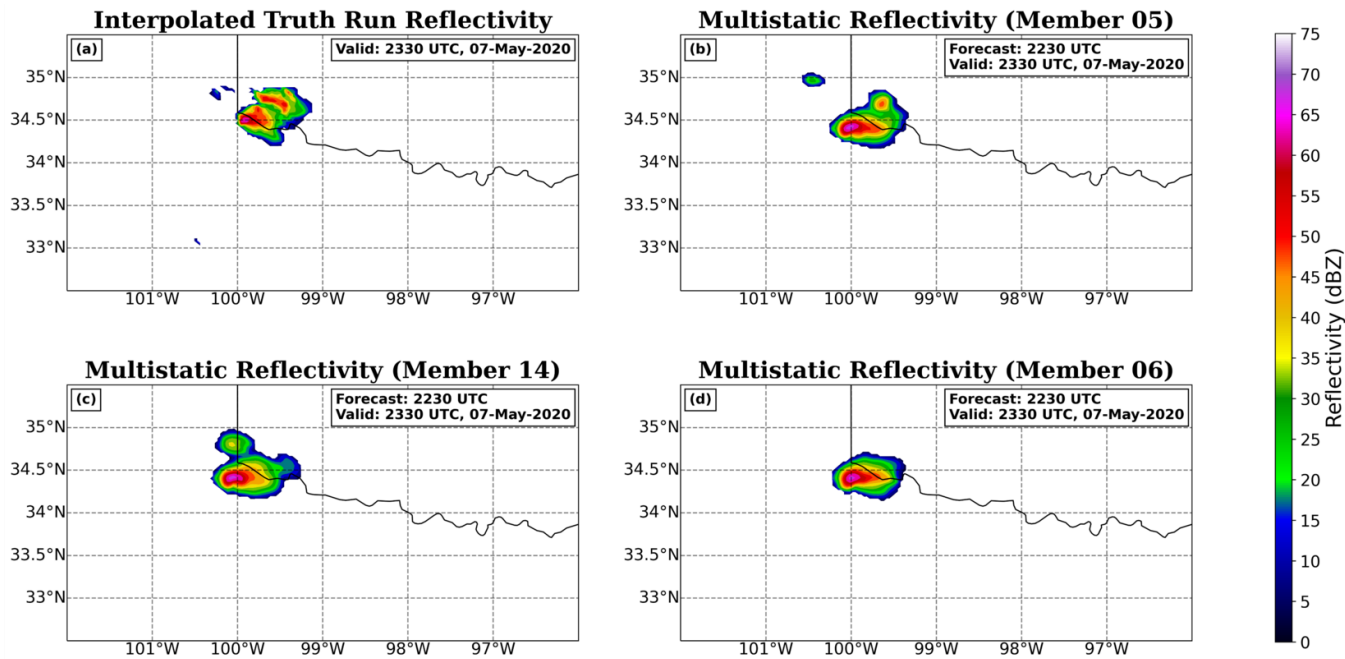 Interpolated Truth Run Reflectivity
(a)
Valid: 2330 UTC, 07-May-2020
35°N
34.5°N
34°N
33.5°N
33°N
101°W 100°W 99°W 98°W 97°W
Multistatic Reflectivity (Member 05)
(b)
Forecast: 2230 UTC
Valid: 2330 UTC, 07-May-2020
35°N
34.5°N
34°N
33.5°N
33°N
101°W 100°W 99°W 98°W 97°W
Multistatic Reflectivity (Member 14)
(c)
Forecast: 2230 UTC
Valid: 2330 UTC, 07-May-2020
35°N
34.5°N
34°N
33.5°N
33°N
101°W 100°W 99°W 98°W 97°W
Multistatic Reflectivity (Member 06)
(d)
Forecast: 2230 UTC
Valid: 2330 UTC, 07-May-2020
35°N
34.5°N
34°N
33.5°N
33°N
101°W 100°W 99°W 98°W 97°W
75
70
65
60
55
50
45
40
35
30
25
20
15
10
5
0
Reflectivity (dBZ)